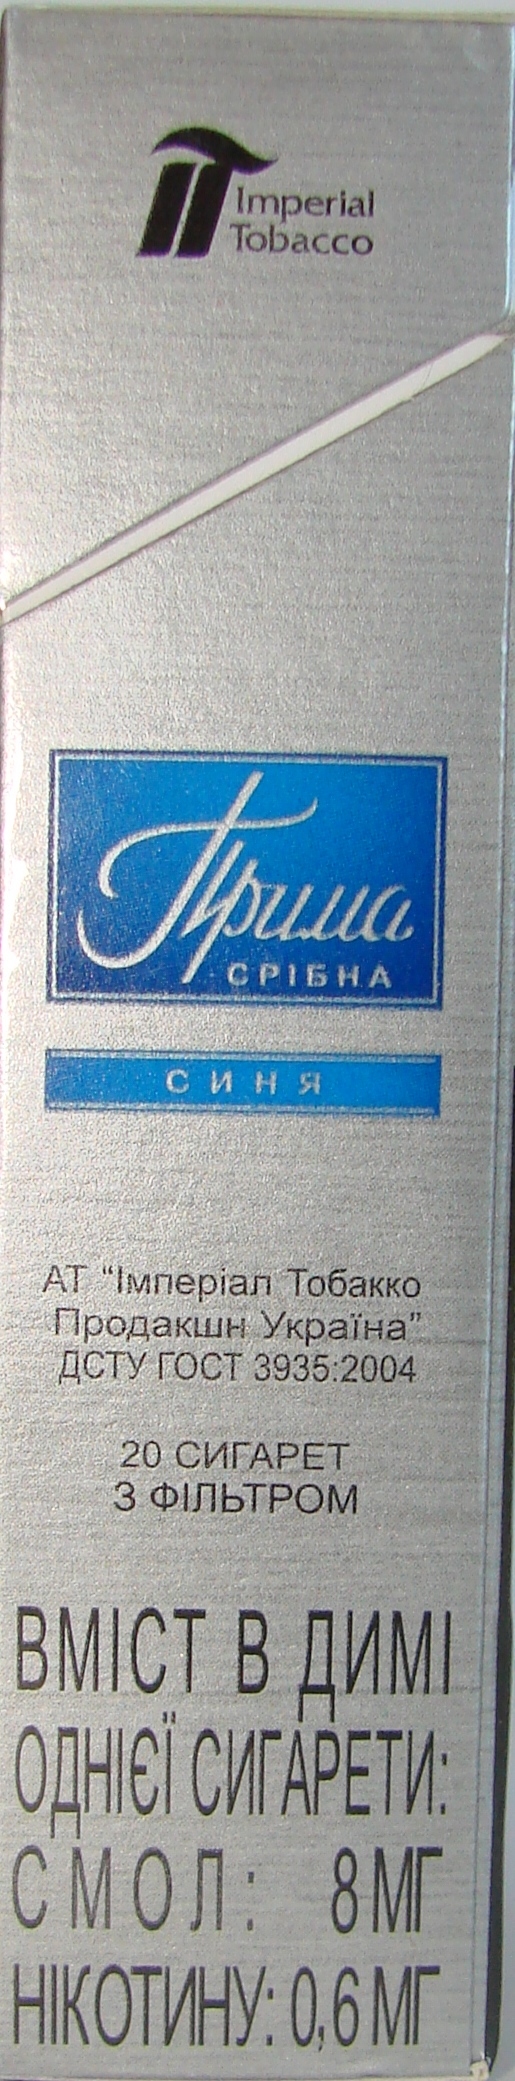 Imperial
Tobacco
Прима
СРІБНА
СИНЯ
АТ “Імперіал Тобакко
Продакшн Україна”
ДСТУ ГОСТ 3935:2004
20 СИГАРЕТ
З ФІЛЬТРОМ
ВМІСТ В ДИМІ
ОДНІЄЇ СИГАРЕТИ:
СМОЛ: 8 МГ
НІКОТИНУ: 0,6 МГ